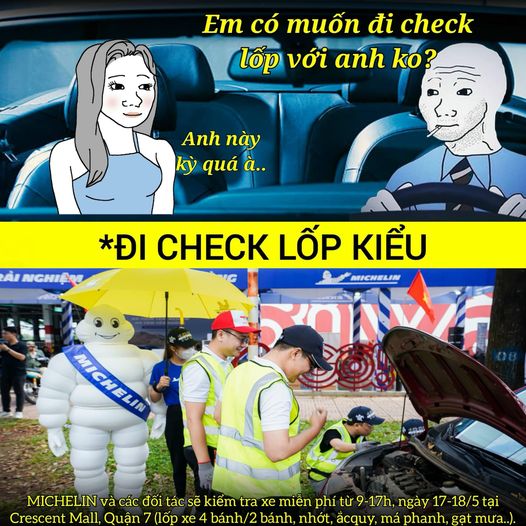 Em có muốn đi check
lốp với anh ko?
Anh này
kỳ quá à..
*ĐI CHECK LỐP KIỂU
TRẢI NGHIỆM
MICHELIN
MICHELIN
MICHELIN và các đối tác sẽ kiểm tra xe miễn phí từ 9-17h, ngày 17-18/5 tại
Crescent Mall, Quận 7 (lốp xe 4 bánh/2 bánh, nhớt, ắcquy, má phanh, gạt mưa..)